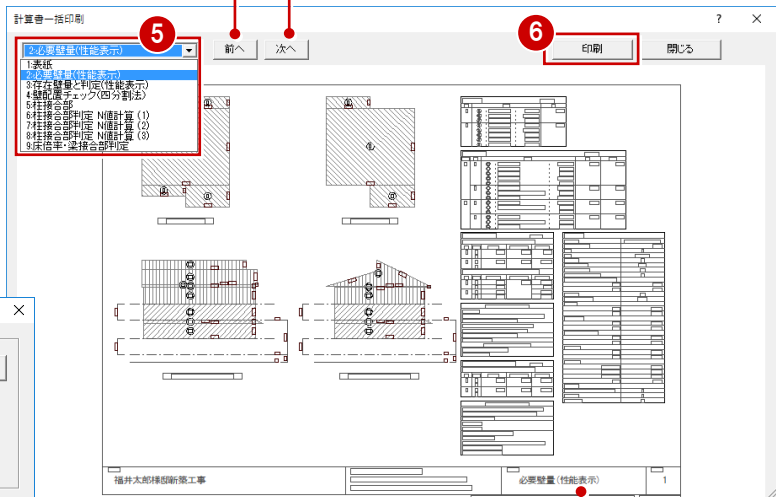 計算書一括印刷
?
×
5
6
2:必要壁量(性能表示)
前へ
次へ
印刷
閉じる
1:表紙
2:必要壁量(性能表示)
3:存在壁量と判定(性能表示)
4:壁配置チェック(四分割法)
5:柱接合部
6:柱接合部判定 N値計算 (1)
7:柱接合部判定 N値計算 (2)
8:柱接合部判定 N値計算 (3)
9:床倍率・梁接合部判定
×
福井太郎様邸新築工事
必要壁量(性能表示)
1